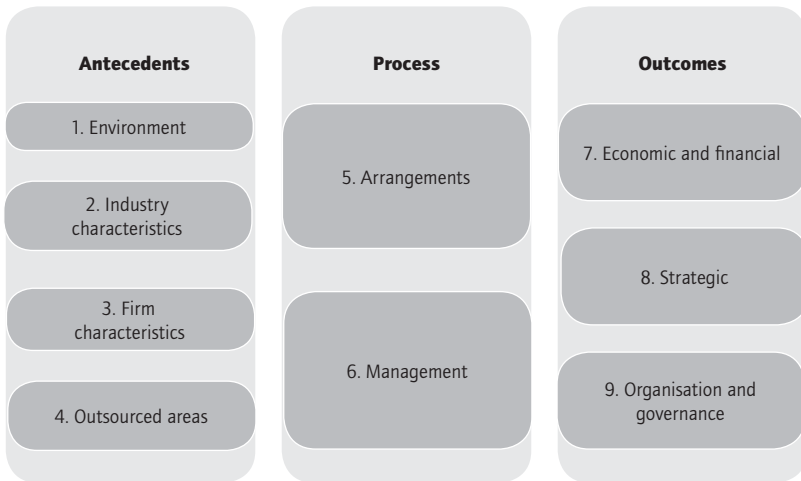 Antecedents
1. Environment
2. Industry
characteristics
3. Firm
characteristics
4. Outsourced areas
Process
5. Arrangements
6. Management
Outcomes
7. Economic and financial
8. Strategic
9. Organisation and
governance